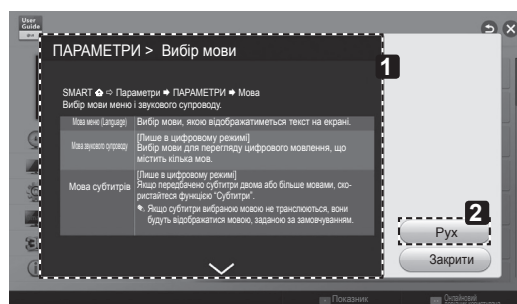 User
Guide
ПАРАМЕТРИ > Вибір мови
1
SMART ⇨ Параметри ➡ ПАРАМЕТРИ ➡ Мова
Вибір мови меню і звукового супроводу.
Мова меню (Language) Вибір мови, якою відображатиметься текст на екрані.
Мова звукового супроводу
[Лише в цифровому режимі]
Вибір мови для перегляду цифрового мовлення, що
містить кілька мов.
Мова субтитрів
[Лише в цифровому режимі]
Якщо передбачено субтитри двома або більше мовами, ско-
ристайтеся функцією "Субтитри".
Якщо субтитри вибраною мовою не транслюються, вони
будуть відображатися мовою, заданою за замовчуванням.
2
Рух
Закрити
Показник
Онлайновий